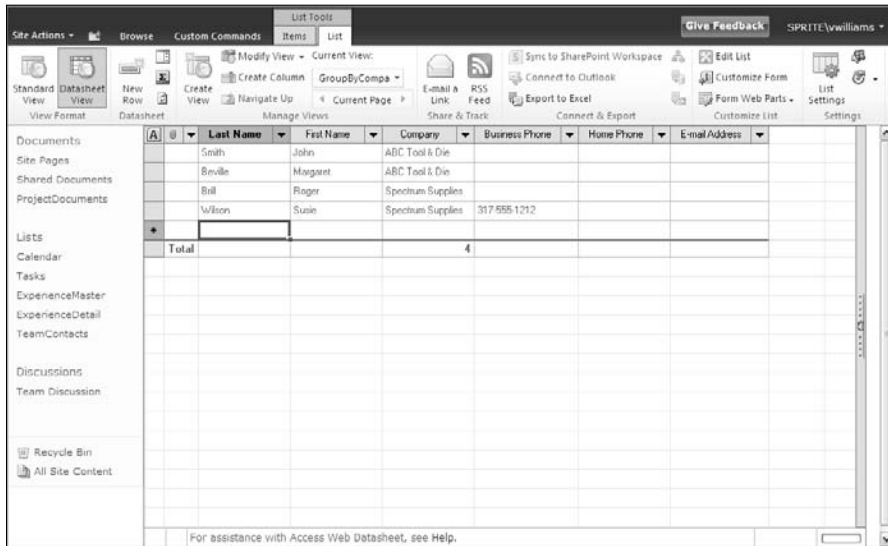 List Tools
Site Actions Browse Custom Commands Items List Give Feedback SPRITE\vwilliams
Standard View
Datasheet View
New Row
Create View
Modify View
Create Column
Navigate Up
Current View:
GroupByCompa
Current Page
E-mail a Link
RSS Feed
Sync to SharePoint Workspace
Connect to Outlook
Export to Excel
Edit List
Customize Form
Form Web Parts
List Settings
View Format Datasheet Manage Views Share & Track Connect & Export Customize List Settings
Documents
Site Pages
Shared Documents
ProjectDocuments
Lists
Calendar
Tasks
ExperienceMaster
ExperienceDetail
TeamContacts
Discussions
Team Discussion
Recycle Bin
All Site Content
Last Name First Name Company Business Phone Home Phone E-mail Address
Smith John ABC Tool & Die
Beville Margaret ABC Tool & Die
Brill Roger Spectrum Supplies
Wilson Susie Spectrum Supplies 317-555-1212
Total 4
For assistance with Access Web Datasheet, see Help.